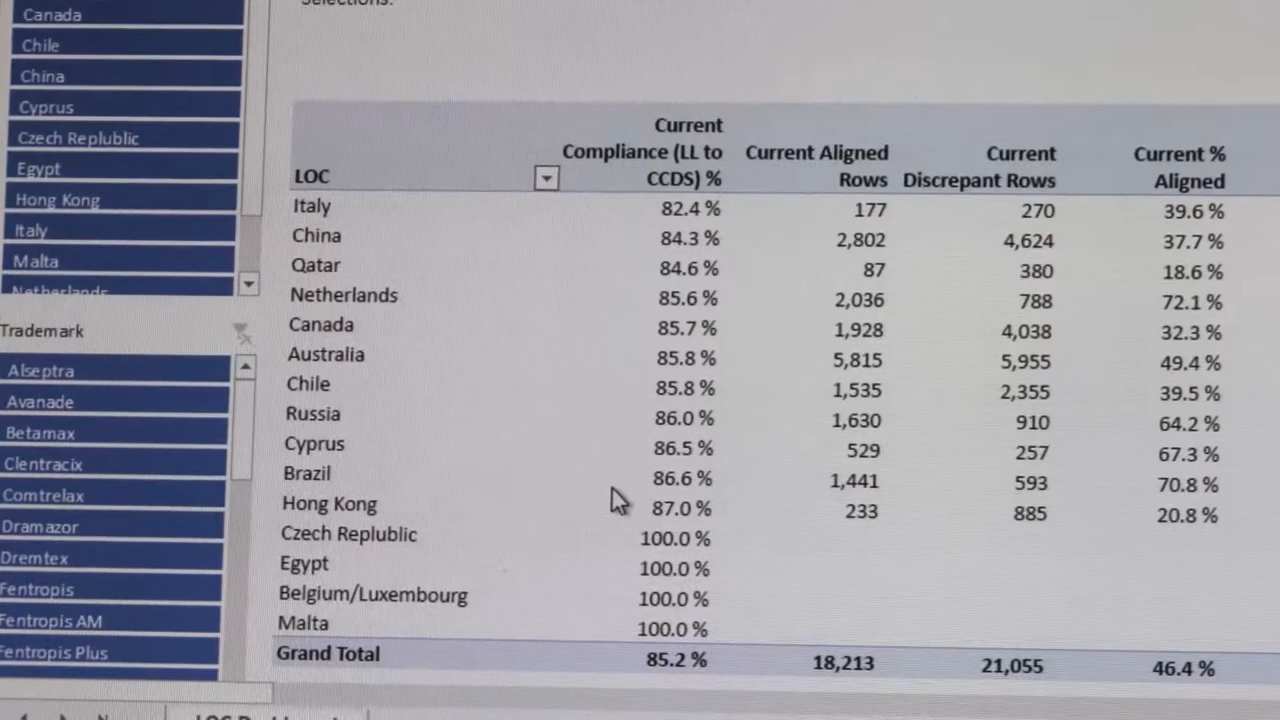 Selections:
Canada
Chile
China
Cyprus
Czech Replublic
Egypt
Hong Kong
Italy
Malta
Netherlands
Trademark
Alseptra
Avanade
Betamax
Clentracix
Comtrelax
Dramazor
Dremtex
Fentropis
Fentropis AM
Fentropis Plus
LOC Current Compliance (LL to CCDS) % Current Aligned Rows Current Discrepant Rows Current % Aligned
Italy 82.4 % 177 270 39.6 %
China 84.3 % 2,802 4,624 37.7 %
Qatar 84.6 % 87 380 18.6 %
Netherlands 85.6 % 2,036 788 72.1 %
Canada 85.7 % 1,928 4,038 32.3 %
Australia 85.8 % 5,815 5,955 49.4 %
Chile 85.8 % 1,535 2,355 39.5 %
Russia 86.0 % 1,630 910 64.2 %
Cyprus 86.5 % 529 257 67.3 %
Brazil 86.6 % 1,441 593 70.8 %
Hong Kong 87.0 % 233 885 20.8 %
Czech Replublic 100.0 %
Egypt 100.0 %
Belgium/Luxembourg 100.0 %
Malta 100.0 %
Grand Total 85.2 % 18,213 21,055 46.4 %
LOC